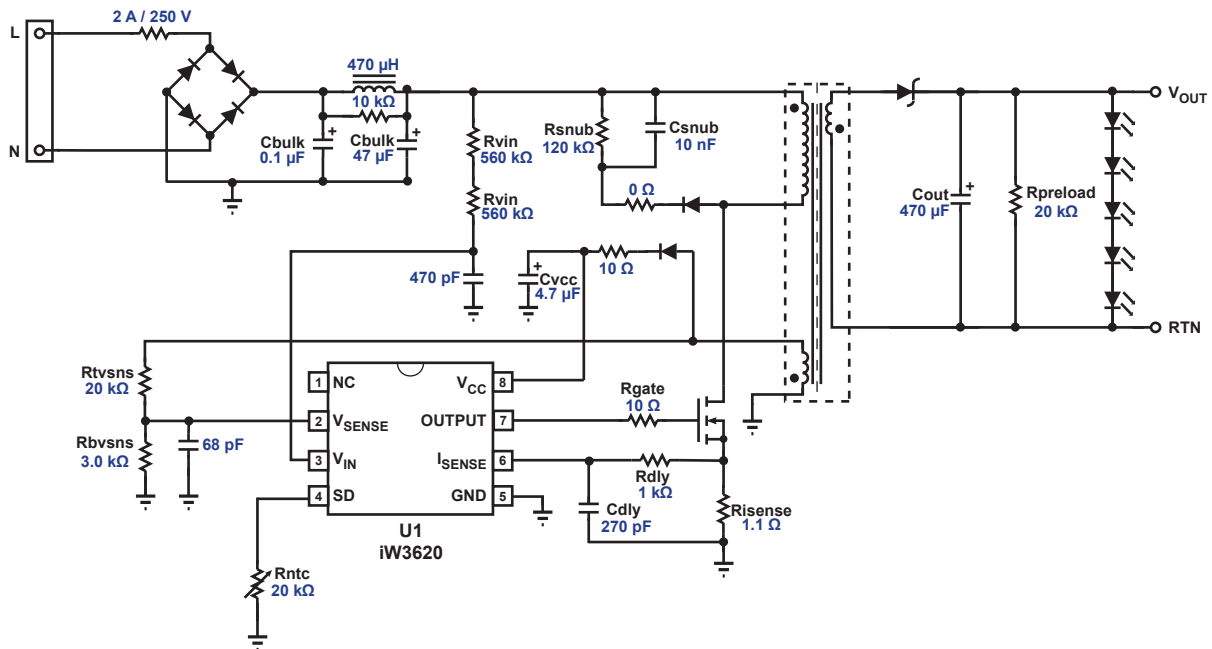 2 A / 250 V
L
N
470 µH
10 kΩ
Cbulk
0.1 µF
+
Cbulk
47 µF
+
Rvin
560 kΩ
Rvin
560 kΩ
470 pF
Rsnub
120 kΩ
Csnub
10 nF
0 Ω
+
Cvcc
4.7 µF
10 Ω
Cout
470 µF
+
Rpreload
20 kΩ
VOUT
RTN
Rtvsns
20 kΩ
Rbvsns
3.0 kΩ
68 pF
1 NC
2 VSENSE
3 VIN
4 SD
VCC 8
OUTPUT 7
ISENSE 6
GND 5
U1
iW3620
Rgate
10 Ω
Rdly
1 kΩ
Cdly
270 pF
Risense
1.1 Ω
Rntc
20 kΩ